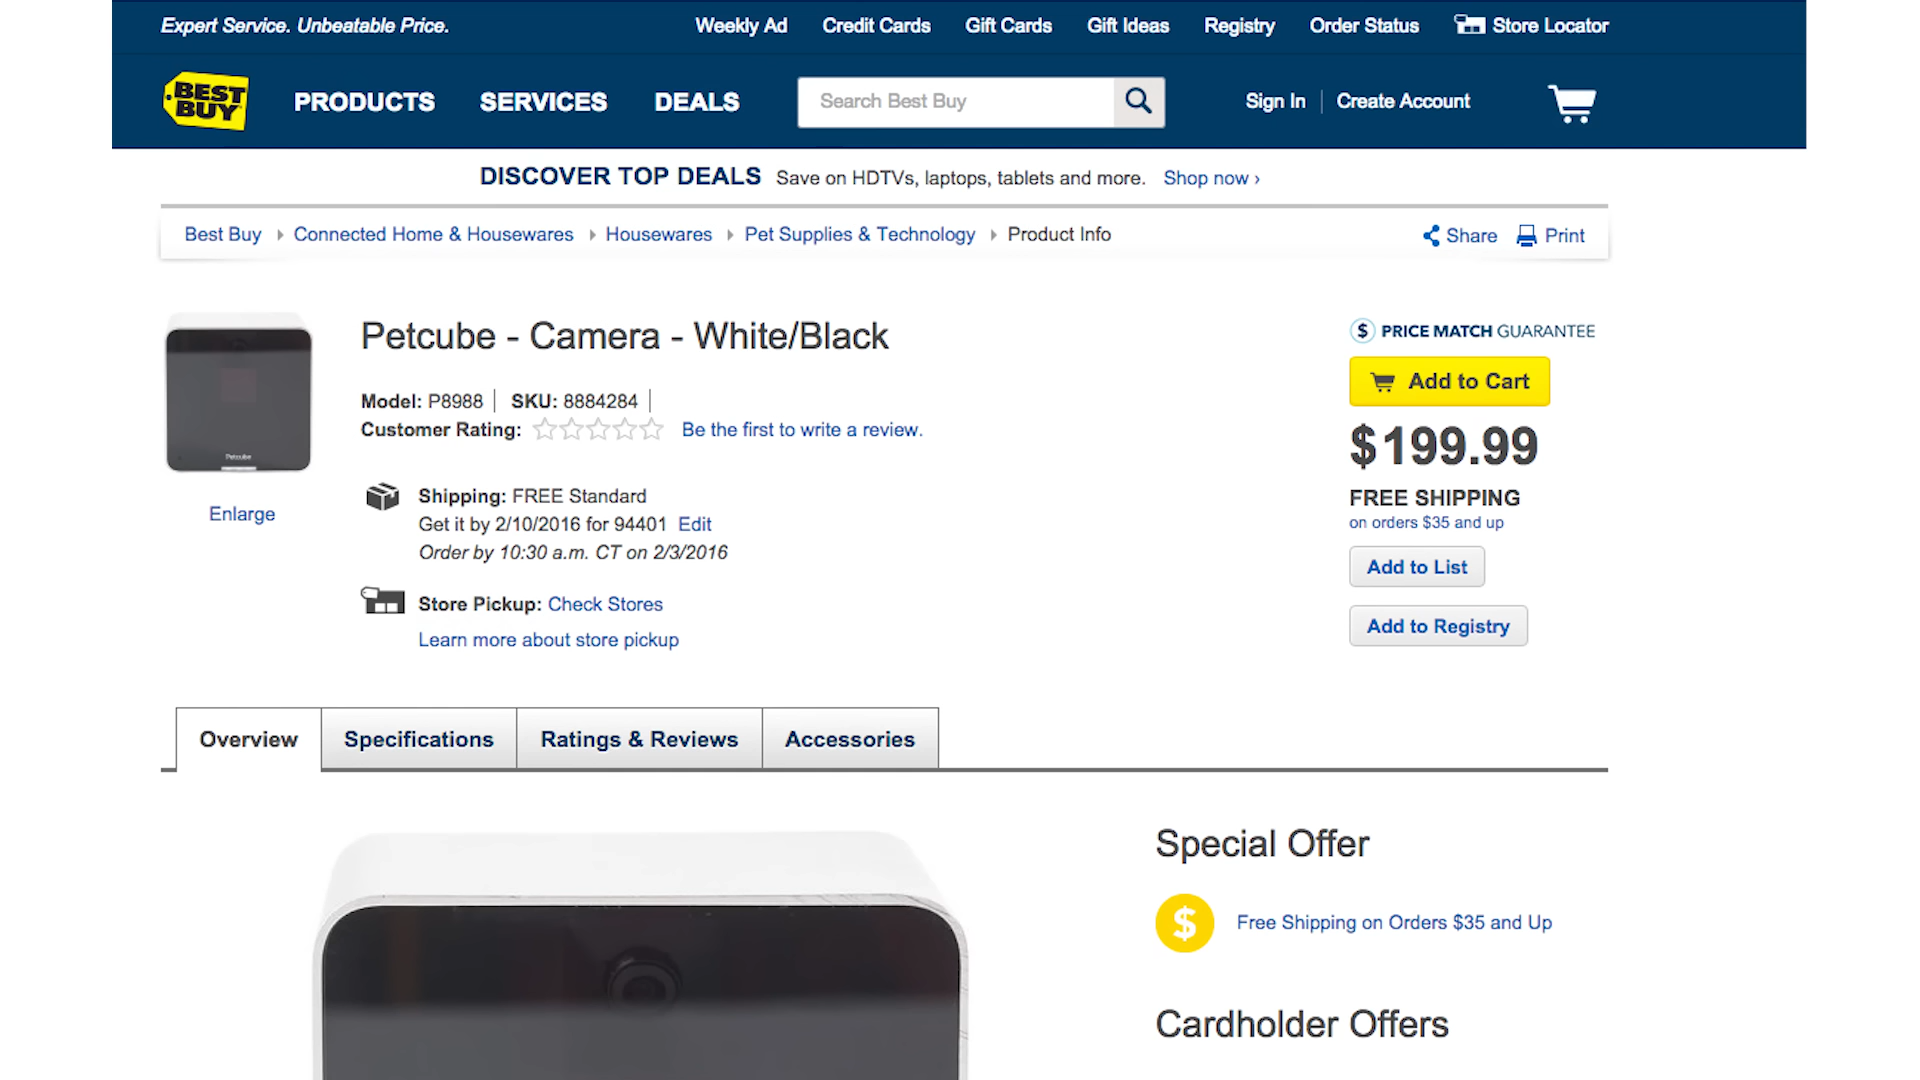 Expert Service. Unbeatable Price.
Weekly Ad Credit Cards Gift Cards Gift Ideas Registry Order Status Store Locator
BEST BUY
PRODUCTS SERVICES DEALS
Search Best Buy
Sign In Create Account
DISCOVER TOP DEALS Save on HDTVs, laptops, tablets and more. Shop now ›
Best Buy Connected Home & Housewares Housewares Pet Supplies & Technology Product Info
Share Print
Petcube - Camera - White/Black
Model: P8988 | SKU: 8884284 |
Customer Rating: Be the first to write a review.
Petcube
Enlarge
Shipping: FREE Standard
Get it by 2/10/2016 for 94401 Edit
Order by 10:30 a.m. CT on 2/3/2016
Store Pickup: Check Stores
Learn more about store pickup
$ PRICE MATCH GUARANTEE
Add to Cart
$199.99
FREE SHIPPING
on orders $35 and up
Add to List
Add to Registry
Overview Specifications Ratings & Reviews Accessories
Special Offer
$ Free Shipping on Orders $35 and Up
Cardholder Offers